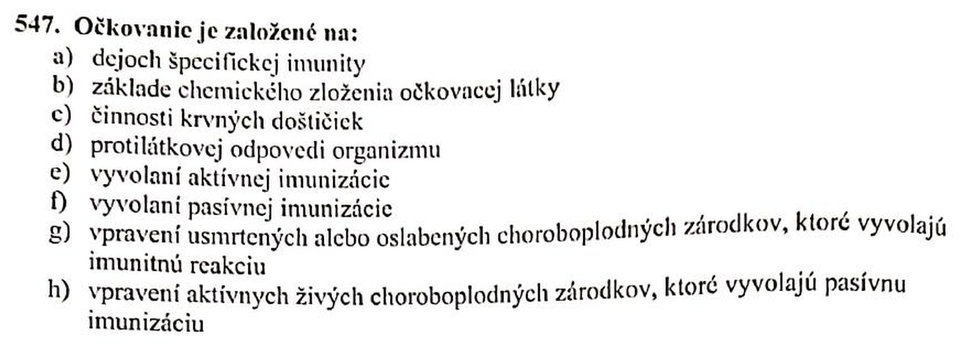 547. Očkovanie je založené na:
a) dejoch špecifickej imunity
b) základe chemického zloženia očkovacej látky
c) činnosti krvných doštičiek
d) protilátkovej odpovedi organizmu
e) vyvolaní aktívnej imunizácie
f) vyvolaní pasívnej imunizácie
g) vpravení usmrtených alebo oslabených choroboplodných zárodkov, ktoré vyvolajú
imunitnú reakciu
h) vpravení aktívnych živých choroboplodných zárodkov, ktoré vyvolajú pasívnu
imunizáciu